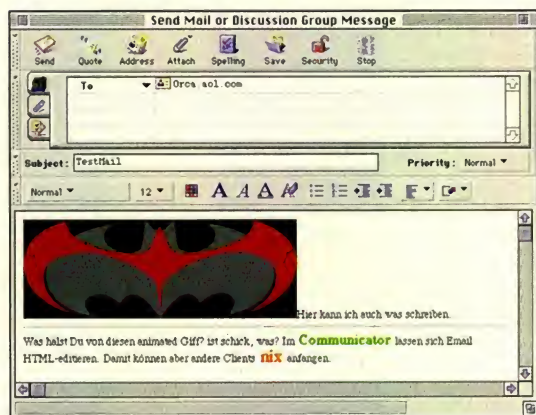 Send Mail or Discussion Group Message
Send Quote Address Attach Spelling Save Security Stop
To Orca aol.com
Subject: TestMail Priority: Normal
Normal 12 A A A
Hier kann ich auch was schreiben.
Was halst Du von diesen animated Giff? ist schick, was? Im Communicator lassen sich Email
HTML-editieren. Damit können aber andere Clients nix anfangen.